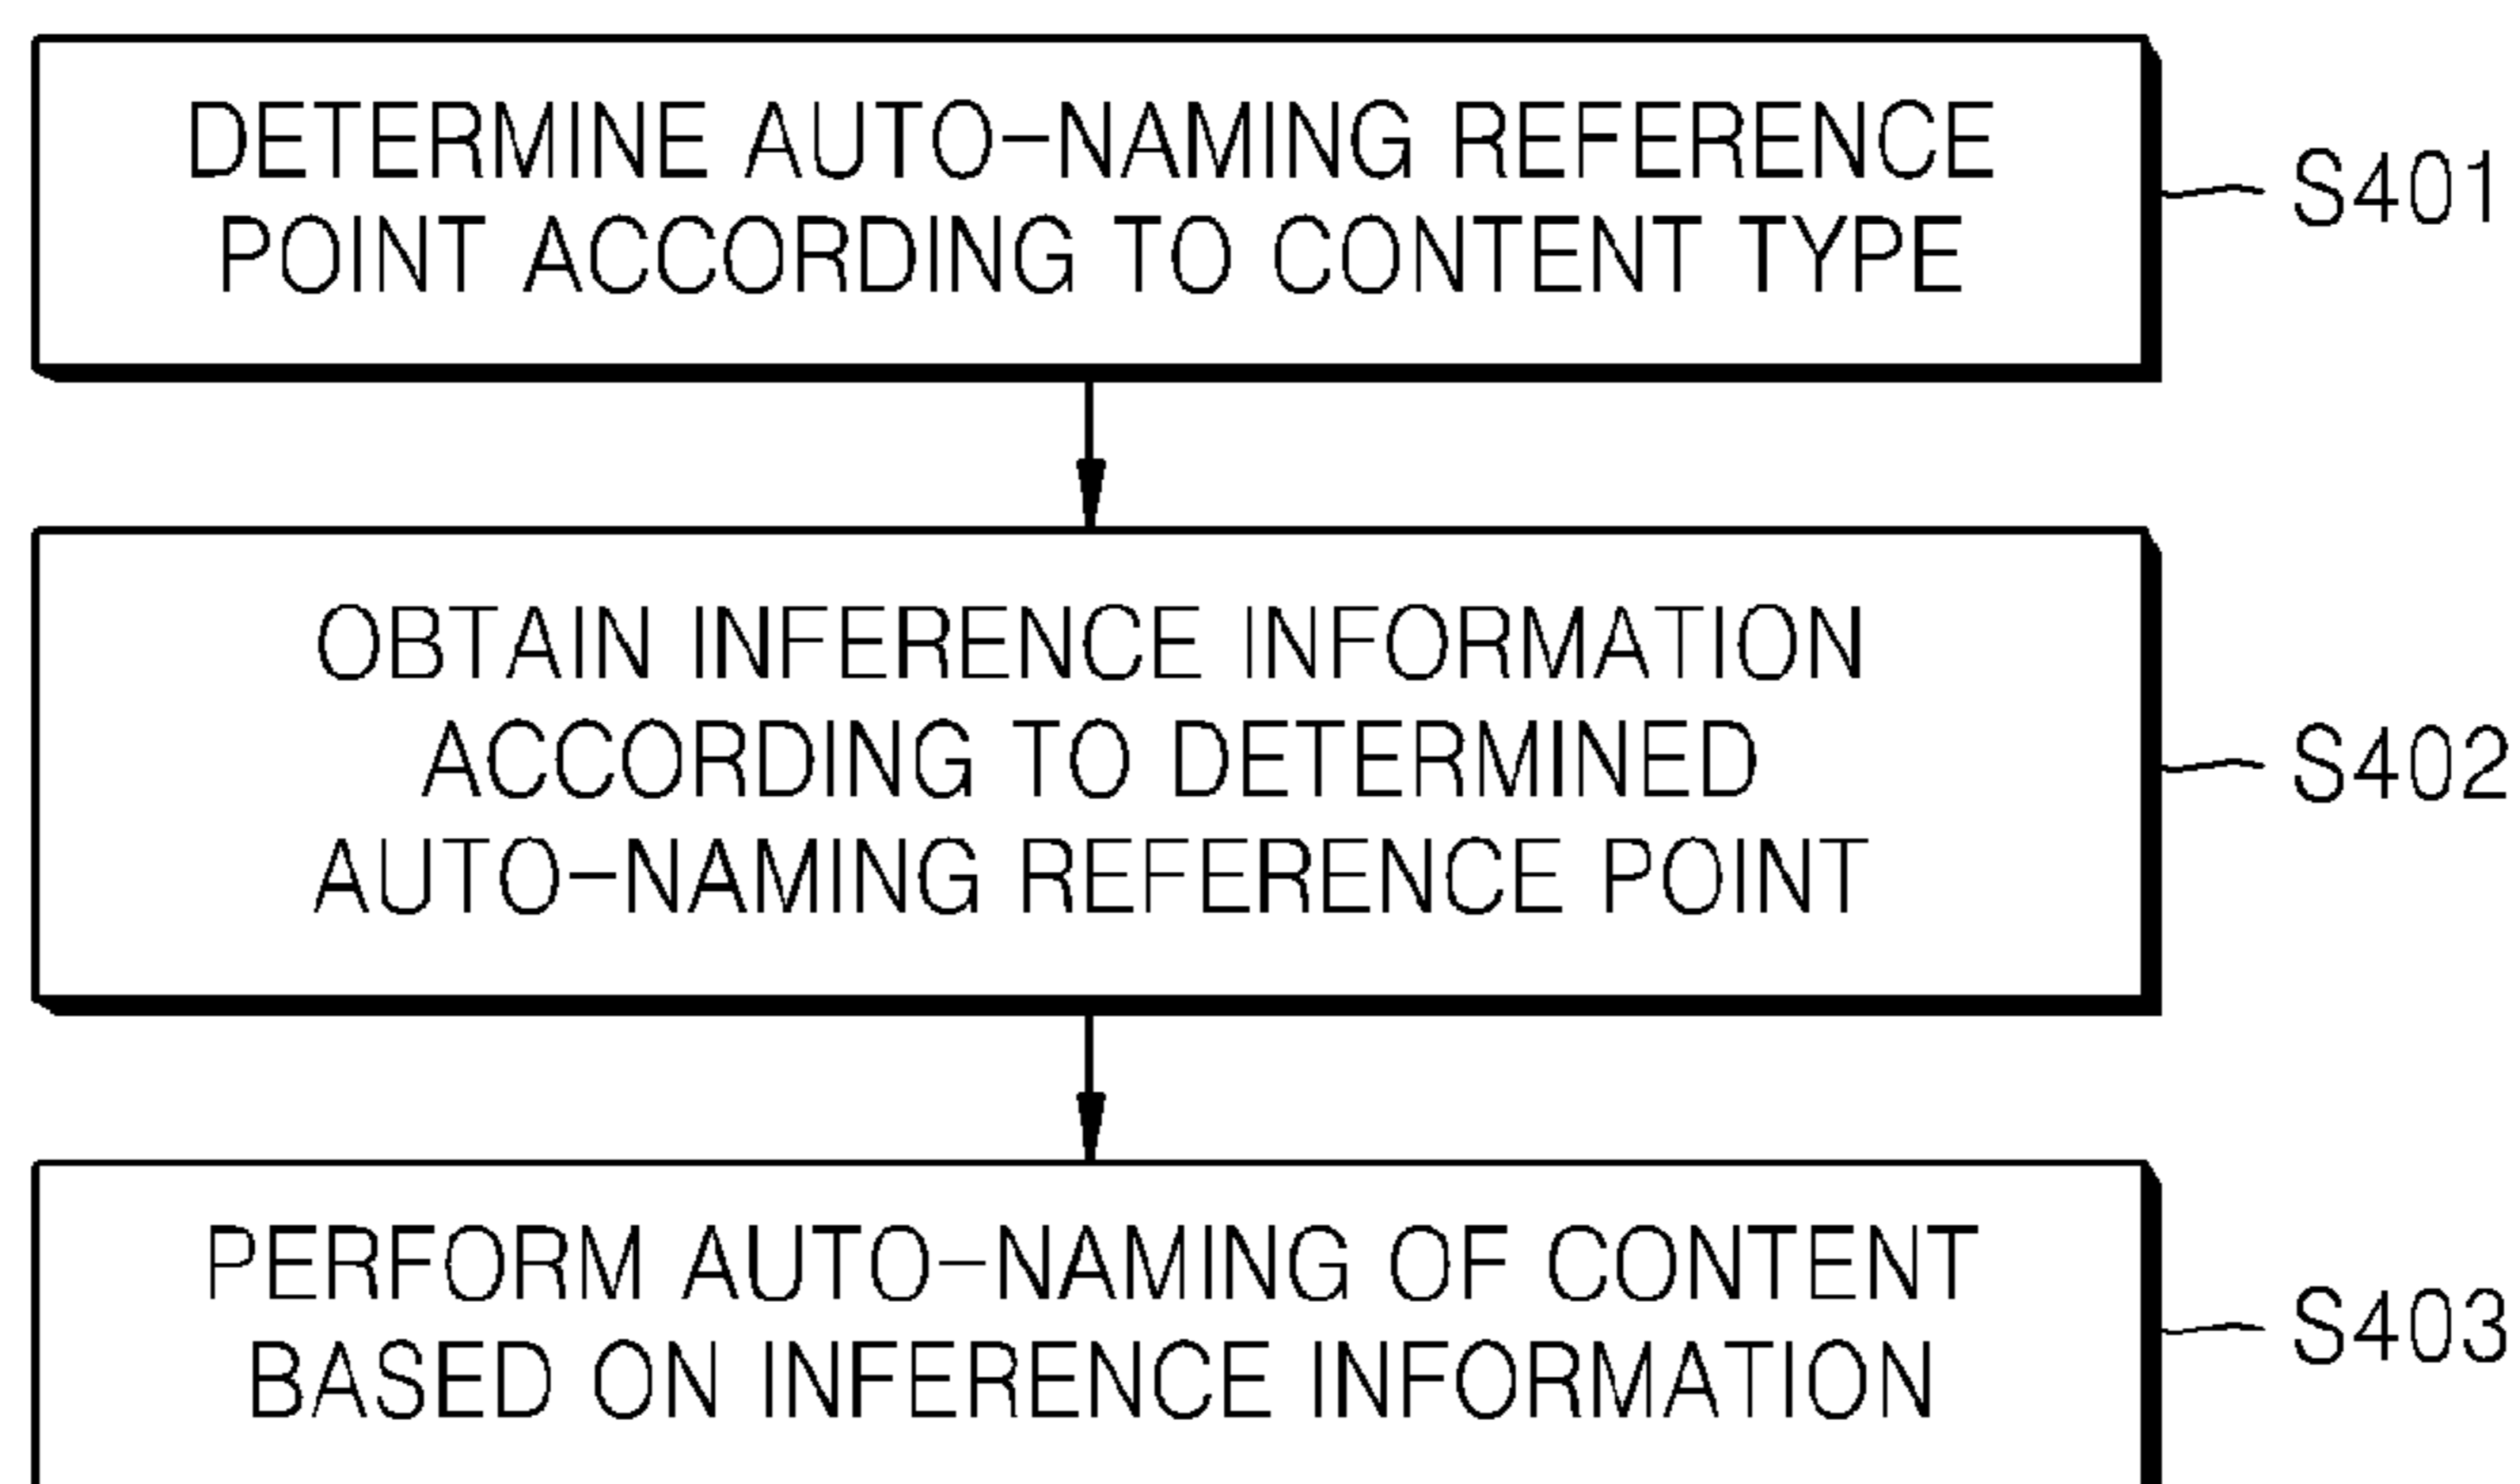 DETERMINE AUTO-NAMING REFERENCE
POINT ACCORDING TO CONTENT TYPE
S401
OBTAIN INFERENCE INFORMATION
ACCORDING TO DETERMINED
AUTO-NAMING REFERENCE POINT
S402
PERFORM AUTO-NAMING OF CONTENT
BASED ON INFERENCE INFORMATION
S403